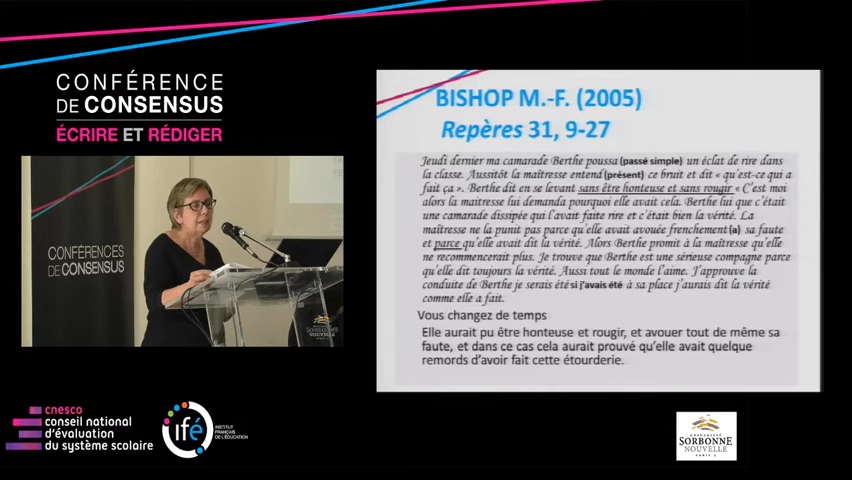 CONFÉRENCE
DE CONSENSUS
ÉCRIRE ET RÉDIGER
CONFÉRENCES
DE CONSENSUS
SORBONNE
NOUVELLE
BISHOP M.-F. (2005)
Repères 31, 9-27
Jeudi dernier ma camarade Berthe poussa (passé simple) un éclat de rire dans
la classe. Aussitôt la maîtresse entend (présent) ce bruit et dit « qu'est-ce qui a
fait ça ». Berthe dit en se levant sans être honteuse et sans rougir « C'est moi
alors la maitresse lui demanda pourquoi elle avait cela. Berthe lui que c'était
une camarade dissipée qui l'avait faite rire et c'était bien la vérité. La
maîtresse ne la punit pas parce qu'elle avait avouée frenchement (a) sa faute
et parce qu'elle avait dit la vérité. Alors Berthe promit à la maîtresse qu'elle
ne recommencerait plus. Je trouve que Berthe est une sérieuse compagne parce
qu'elle dit toujours la vérité. Aussi tout le monde l'aime. J'approuve la
conduite de Berthe je serais été si j'avais été à sa place j'aurais dit la vérité
comme elle a fait.
Vous changez de temps
Elle aurait pu être honteuse et rougir, et avouer tout de même sa
faute, et dans ce cas cela aurait prouvé qu'elle avait quelque
remords d'avoir fait cette étourderie.
cnesco
conseil national
d'évaluation
du système scolaire
ifé
INSTITUT
FRANÇAIS
DE L'ÉDUCATION
SORBONNE
NOUVELLE
PARIS 3